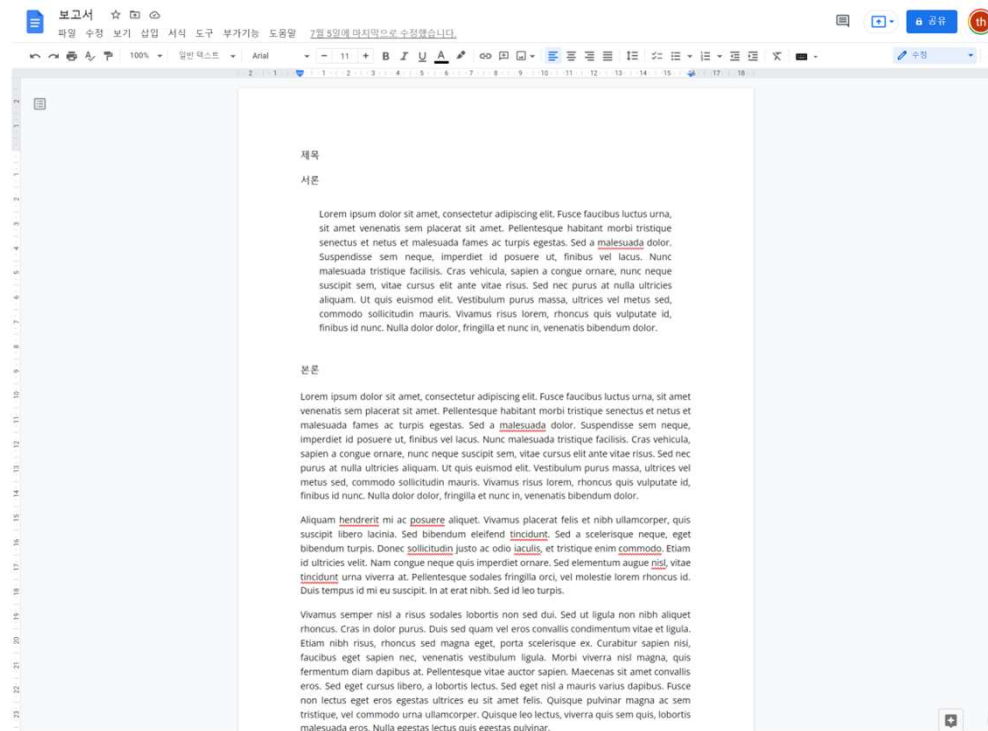 보고서
파일 수정 보기 삽입 서식 도구 부가기능 도움말 7월 5일에 마지막으로 수정했습니다.
공유
th
100% 일반 텍스트 Arial 11 수정
2 1 1 2 3 4 5 6 7 8 9 10 11 12 13 14 15 17 18
제목
서론
Lorem ipsum dolor sit amet, consectetur adipiscing elit. Fusce faucibus luctus urna,
sit amet venenatis sem placerat sit amet. Pellentesque habitant morbi tristique
senectus et netus et malesuada fames ac turpis egestas. Sed a malesuada dolor.
Suspendisse sem neque, imperdiet id posuere ut, finibus vel lacus. Nunc
malesuada tristique facilisis. Cras vehicula, sapien a congue ornare, nunc neque
suscipit sem, vitae cursus elit ante vitae risus. Sed nec purus at nulla ultricies
aliquam. Ut quis euismod elit. Vestibulum purus massa, ultrices vel metus sed,
commodo sollicitudin mauris. Vivamus risus lorem, rhoncus quis vulputate id,
finibus id nunc. Nulla dolor dolor, fringilla et nunc in, venenatis bibendum dolor.
본론
Lorem ipsum dolor sit amet, consectetur adipiscing elit. Fusce faucibus luctus urna, sit amet
venenatis sem placerat sit amet. Pellentesque habitant morbi tristique senectus et netus et
malesuada fames ac turpis egestas. Sed a malesuada dolor. Suspendisse sem neque,
imperdiet id posuere ut, finibus vel lacus. Nunc malesuada tristique facilisis. Cras vehicula,
sapien a congue ornare, nunc neque suscipit sem, vitae cursus elit ante vitae risus. Sed nec
purus at nulla ultricies aliquam. Ut quis euismod elit. Vestibulum purus massa, ultrices vel
metus sed, commodo sollicitudin mauris. Vivamus risus lorem, rhoncus quis vulputate id,
finibus id nunc. Nulla dolor dolor, fringilla et nunc in, venenatis bibendum dolor.
Aliquam hendrerit mi ac posuere aliquet. Vivamus placerat felis et nibh ullamcorper, quis
suscipit libero lacinia. Sed bibendum eleifend tincidunt. Sed a scelerisque neque, eget
bibendum turpis. Donec sollicitudin justo ac odio iaculis, et tristique enim commodo. Etiam
id ultricies velit. Nam congue neque quis imperdiet ornare. Sed elementum augue nisl, vitae
tincidunt urna viverra at. Pellentesque sodales fringilla orci, vel molestie lorem rhoncus id.
Duis tempus id mi eu suscipit. In at erat nibh. Sed id leo turpis.
Vivamus semper nisl a risus sodales lobortis non sed dui. Sed ut ligula non nibh aliquet
rhoncus. Cras in dolor purus. Duis sed quam vel eros convallis condimentum vitae et ligula.
Etiam nibh risus, rhoncus sed magna eget, porta scelerisque ex. Curabitur sapien nisi,
faucibus eget sapien nec, venenatis vestibulum ligula. Morbi viverra nisl magna, quis
fermentum diam dapibus at. Pellentesque vitae auctor sapien. Maecenas sit amet convallis
eros. Sed eget cursus libero, a lobortis lectus. Sed eget nisl a mauris varius dapibus. Fusce
non lectus eget eros egestas ultrices eu sit amet felis. Quisque pulvinar magna ac sem
tristique, vel commodo urna ullamcorper. Quisque leo lectus, viverra quis sem quis, lobortis
malesuada eros. Nulla egestas lectus quis egestas pulvinar.